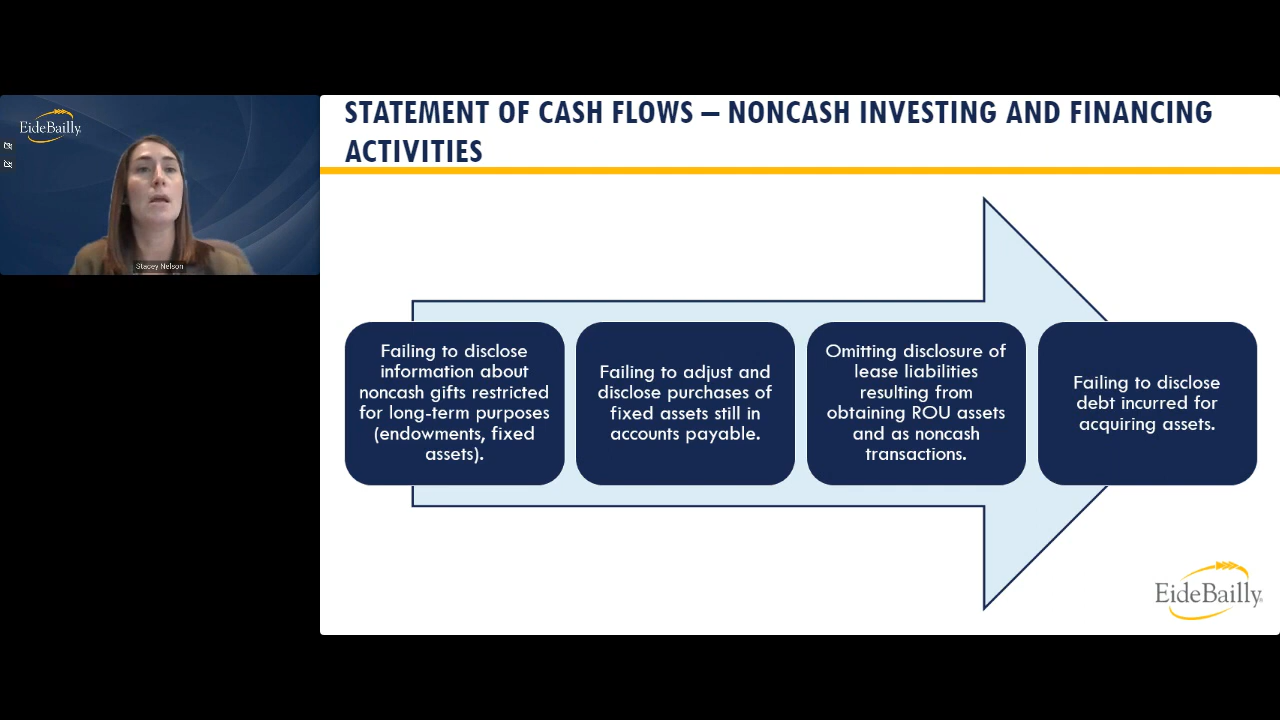 EideBailly
Stacey Nelson
STATEMENT OF CASH FLOWS – NONCASH INVESTING AND FINANCING
ACTIVITIES
Failing to disclose
information about
noncash gifts restricted
for long-term purposes
(endowments, fixed
assets).
Failing to adjust and
disclose purchases of
fixed assets still in
accounts payable.
Omitting disclosure of
lease liabilities
resulting from
obtaining ROU assets
and as noncash
transactions.
Failing to disclose
debt incurred for
acquiring assets.
EideBailly®